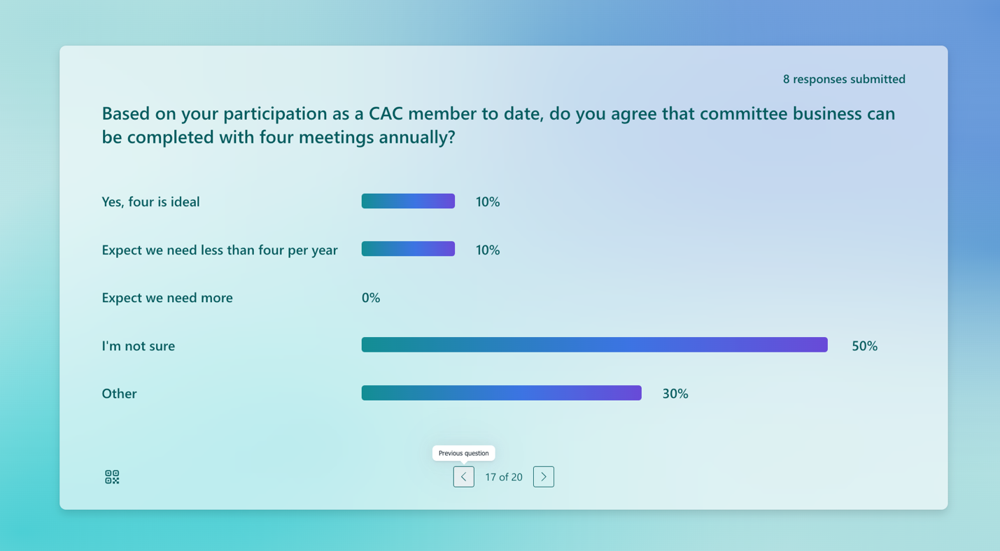 8 responses submitted
Based on your participation as a CAC member to date, do you agree that committee business can
be completed with four meetings annually?
Yes, four is ideal 10%
Expect we need less than four per year 10%
Expect we need more 0%
I'm not sure 50%
Other 30%
Previous question
17 of 20